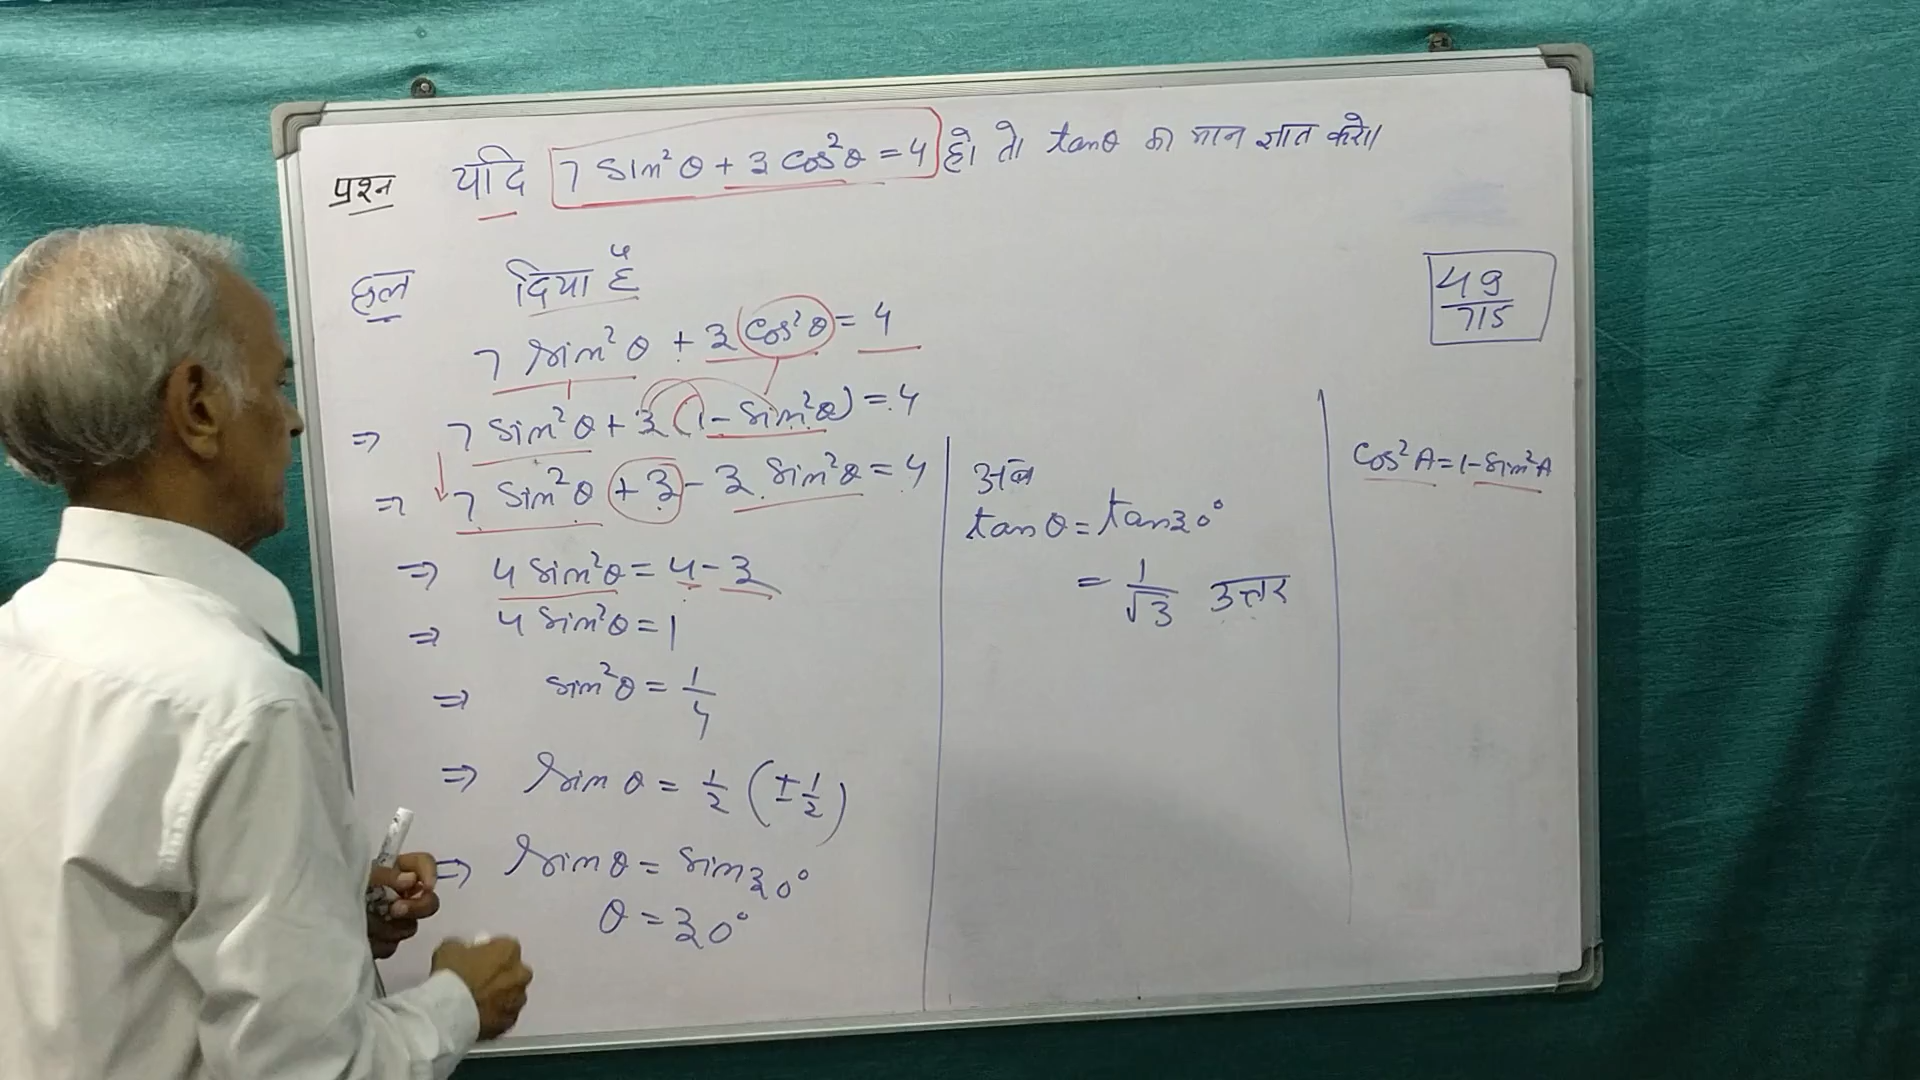 प्रश्न यदि 7 sin²θ + 3 cos²θ = 4 हो तो tanθ का मान ज्ञात करो।
हल दिया है
7 sin²θ + 3 cos²θ = 4
⇒ 7 sin²θ + 3 (1 - sin²θ) = 4
⇒ 7 sin²θ + 3 - 3 sin²θ = 4
⇒ 4 sin²θ = 4 - 3
⇒ 4 sin²θ = 1
⇒ sin²θ = 1/4
⇒ sin θ = 1/2 (± 1/2)
⇒ sin θ = sin 30°
θ = 30°
अब
tan θ = tan 30°
= 1/√3 उत्तर
49/715
cos²A = 1 - sin²A